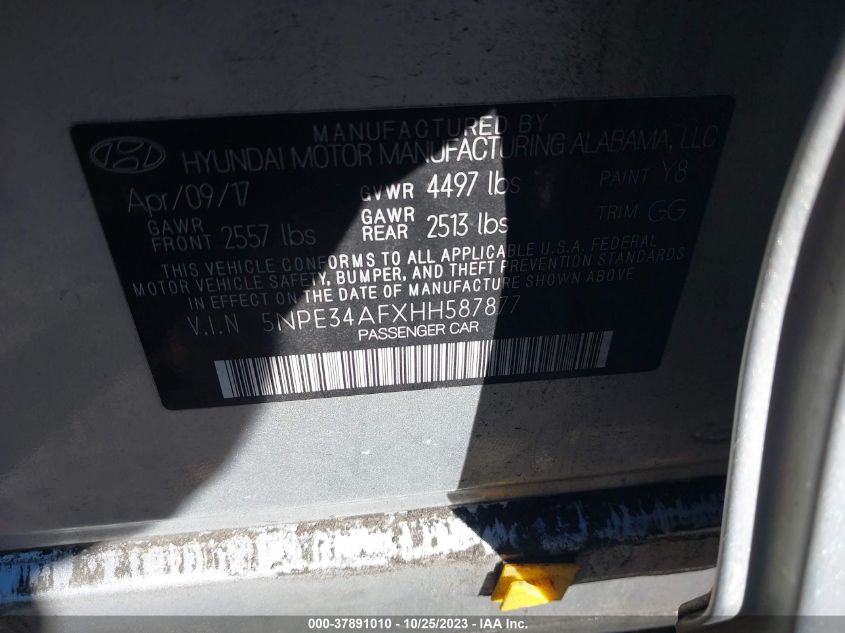 MANUFACTURED BY
HYUNDAI MOTOR MANUFACTURING ALABAMA, LLC
Apr/09/17 GVWR 4497 lbs PAINT Y8
GAWR FRONT 2557 lbs GAWR REAR 2513 lbs TRIM GG
THIS VEHICLE CONFORMS TO ALL APPLICABLE U.S.A. FEDERAL
MOTOR VEHICLE SAFETY, BUMPER, AND THEFT PREVENTION STANDARDS
IN EFFECT ON THE DATE OF MANUFACTURE SHOWN ABOVE
V.I.N 5NPE34AFXHH587877
PASSENGER CAR
000-37891010 / 10/25/2023 - IAA Inc.